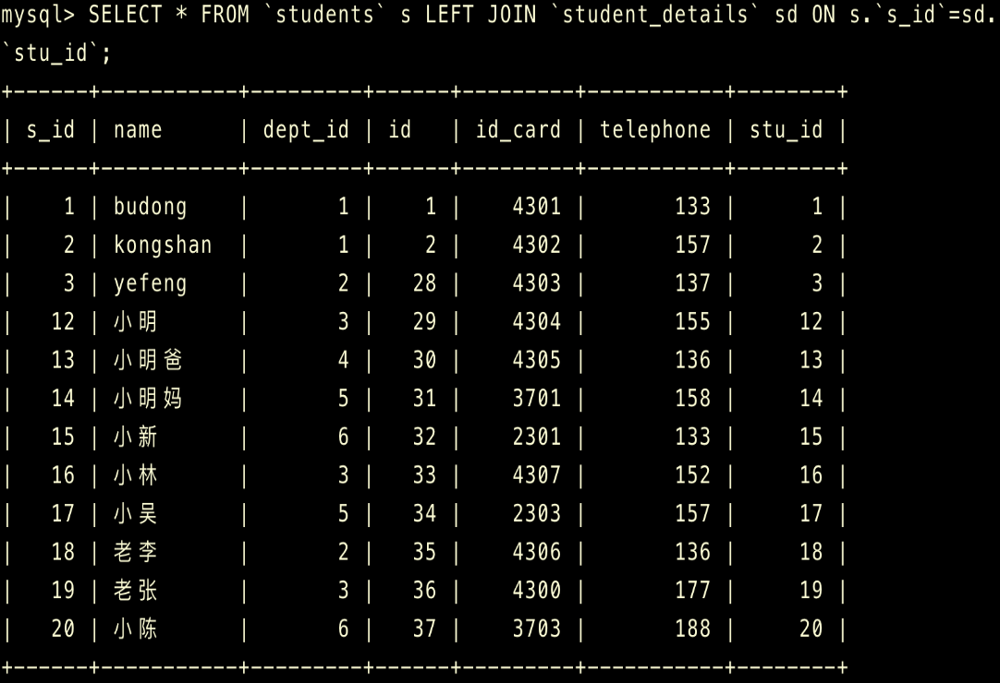 mysql> SELECT * FROM `students` s LEFT JOIN `student_details` sd ON s.`s_id`=sd.
`stu_id`;
+------+-----------+---------+------+---------+-----------+--------+
| s_id | name      | dept_id | id   | id_card | telephone | stu_id |
+------+-----------+---------+------+---------+-----------+--------+
|    1 | budong    |       1 |    1 |    4301 |       133 |      1 |
|    2 | kongshan  |       1 |    2 |    4302 |       157 |      2 |
|    3 | yefeng    |       2 |   28 |    4303 |       137 |      3 |
|   12 | 小明      |       3 |   29 |    4304 |       155 |     12 |
|   13 | 小明爸    |       4 |   30 |    4305 |       136 |     13 |
|   14 | 小明妈    |       5 |   31 |    3701 |       158 |     14 |
|   15 | 小新      |       6 |   32 |    2301 |       133 |     15 |
|   16 | 小林      |       3 |   33 |    4307 |       152 |     16 |
|   17 | 小吴      |       5 |   34 |    2303 |       157 |     17 |
|   18 | 老李      |       2 |   35 |    4306 |       136 |     18 |
|   19 | 老张      |       3 |   36 |    4300 |       177 |     19 |
|   20 | 小陈      |       6 |   37 |    3703 |       188 |     20 |
+------+-----------+---------+------+---------+-----------+--------+